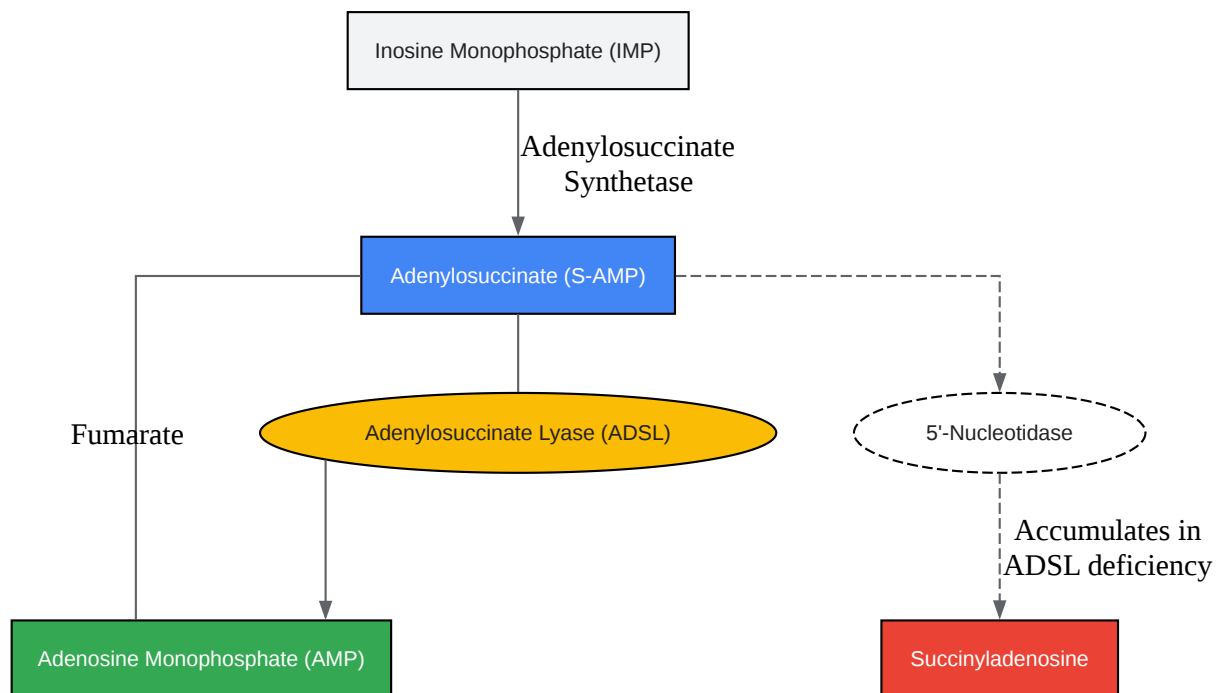 Inosine Monophosphate (IMP)
Adenylosuccinate
Synthetase
Adenylosuccinate (S-AMP)
Fumarate
Adenylosuccinate Lyase (ADSL)
5'-Nucleotidase
Accumulates in
ADSL deficiency
Adenosine Monophosphate (AMP)
Succinyladenosine